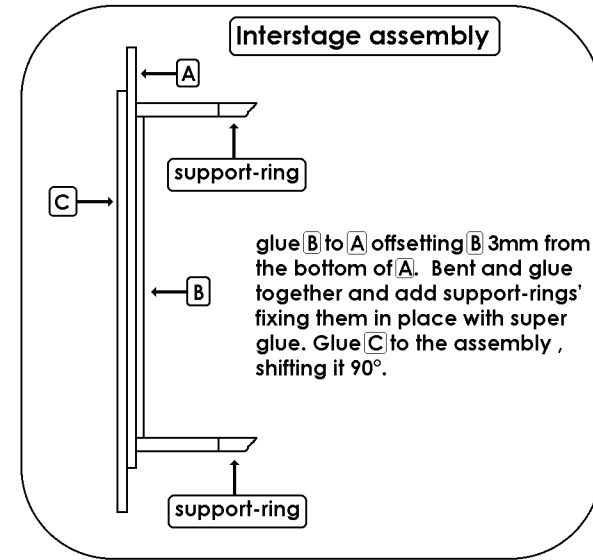 Interstage assembly
A
support-ring
C
B
glue B to A offsetting B 3mm from
the bottom of A. Bent and glue
together and add support-rings'
fixing them in place with super
glue. Glue C to the assembly ,
shifting it 90°.
support-ring